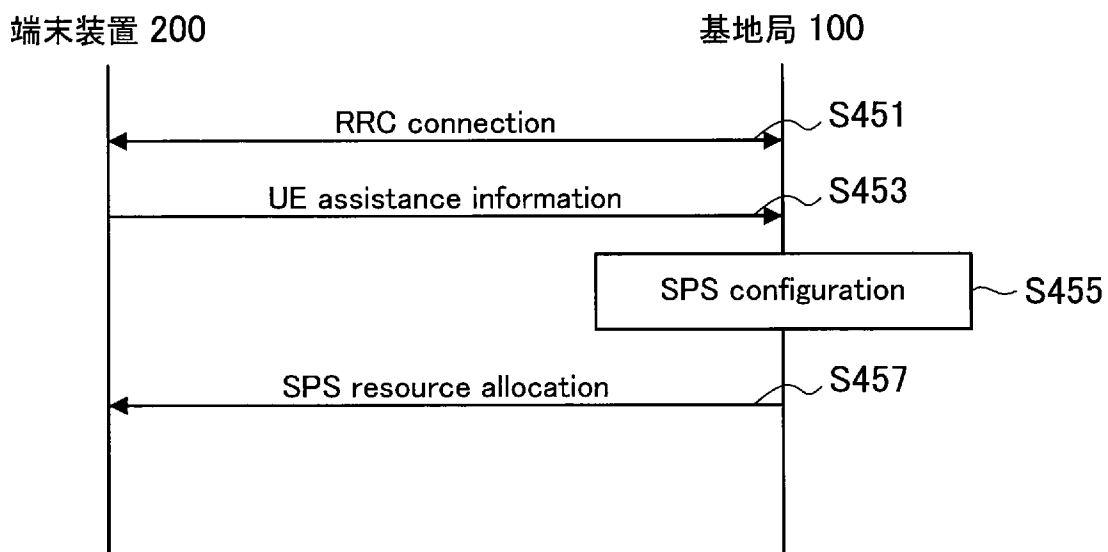 端末装置 200
基地局 100
RRC connection
S451
UE assistance information
S453
SPS configuration
S455
SPS resource allocation
S457